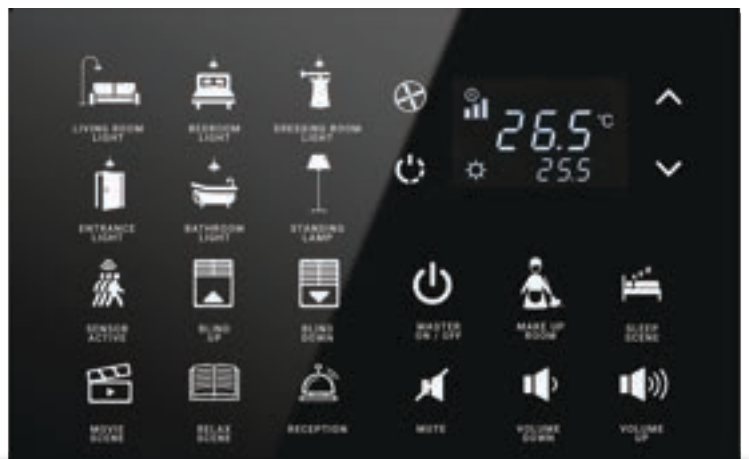 26.5 °C
25.5
LIVING ROOM
LIGHT
BEDROOM
LIGHT
DRESSING ROOM
LIGHT
ENTRANCE
LIGHT
BATHROOM
LIGHT
STANDING
LAMP
SENSOR
ACTIVE
BLIND
UP
BLIND
DOWN
MASTER
ON / OFF
MAKE UP
ROOM
SLEEP
SCENE
MOVIE
SCENE
RELAX
SCENE
RECEPTION
MUTE
VOLUME
DOWN
VOLUME
UP